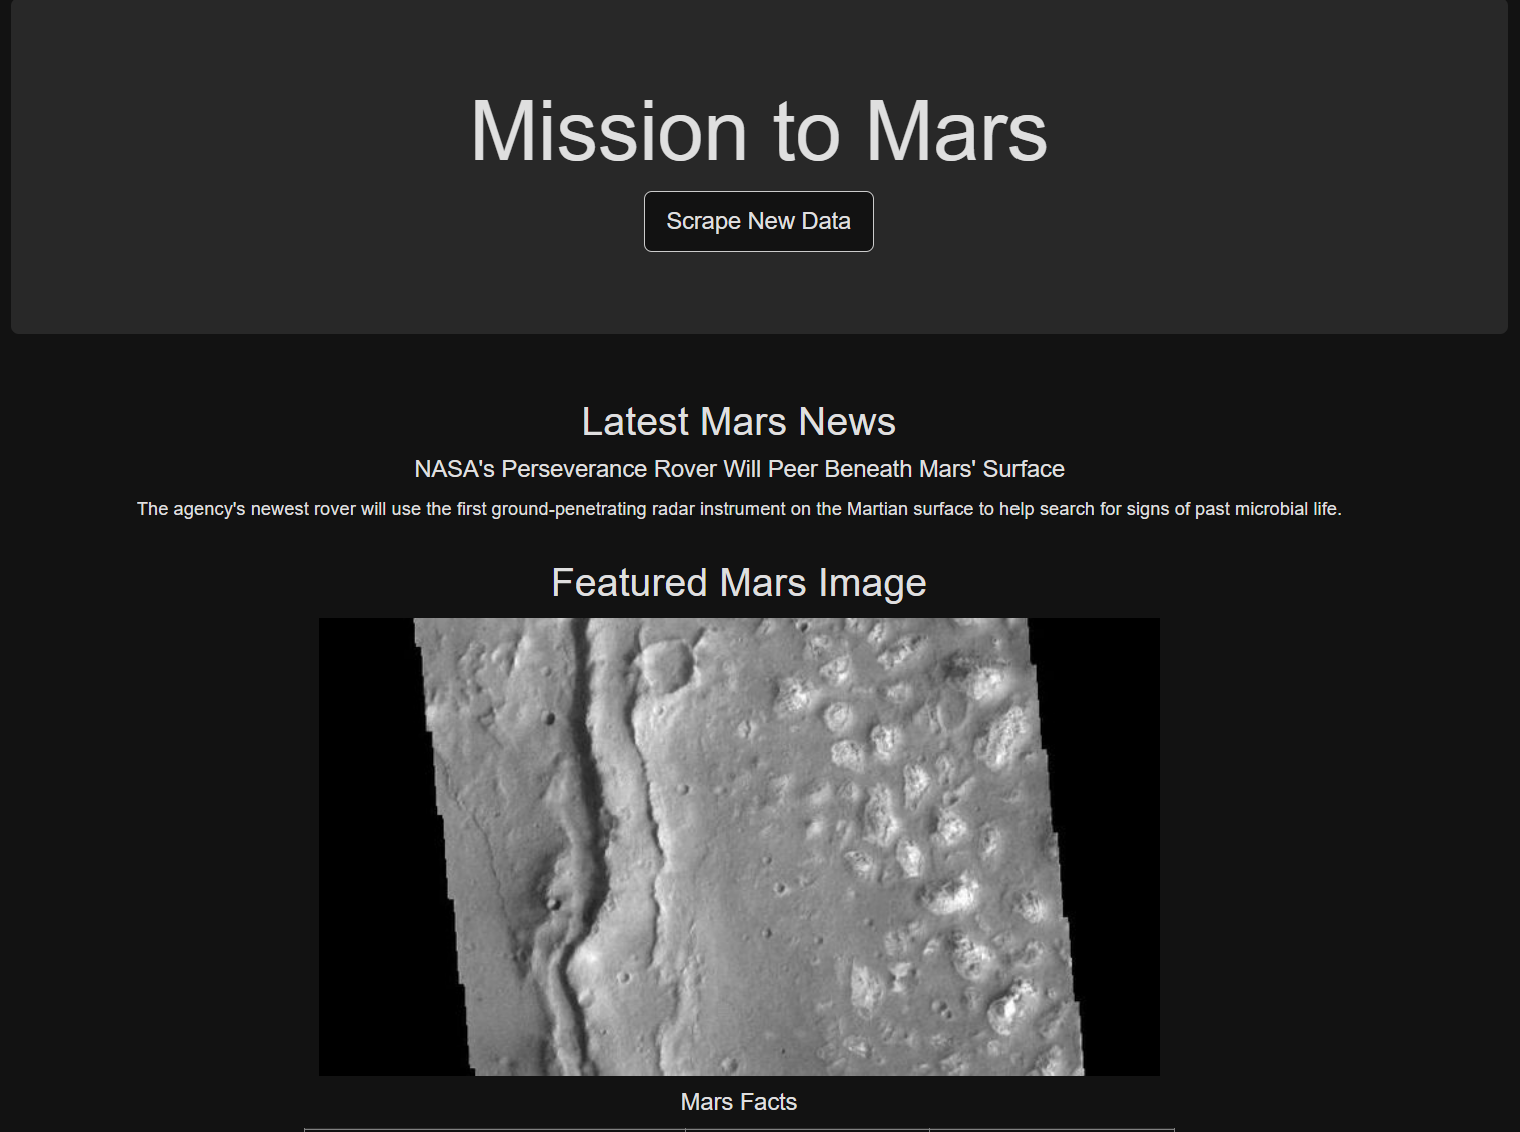 Mission to Mars
Scrape New Data
Latest Mars News
NASA's Perseverance Rover Will Peer Beneath Mars' Surface
The agency's newest rover will use the first ground-penetrating radar instrument on the Martian surface to help search for signs of past microbial life.
Featured Mars Image
Mars Facts